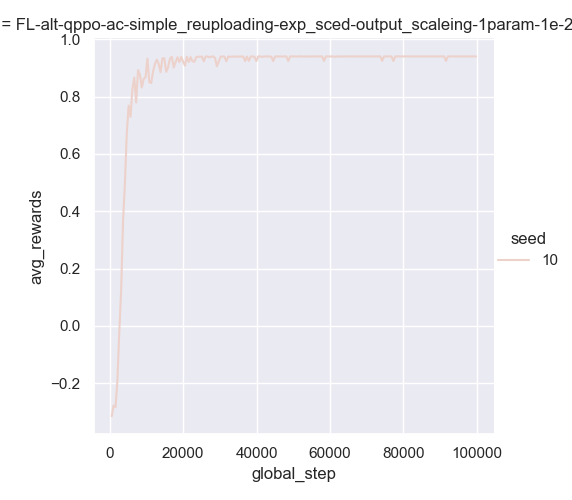 = FL-alt-qppo-ac-simple_reuploading-exp_sced-output_scaleing-1param-1e-2
1.0
0.8
0.6
0.4
0.2
0.0
−0.2
avg_rewards
0 20000 40000 60000 80000 100000
global_step
seed
10